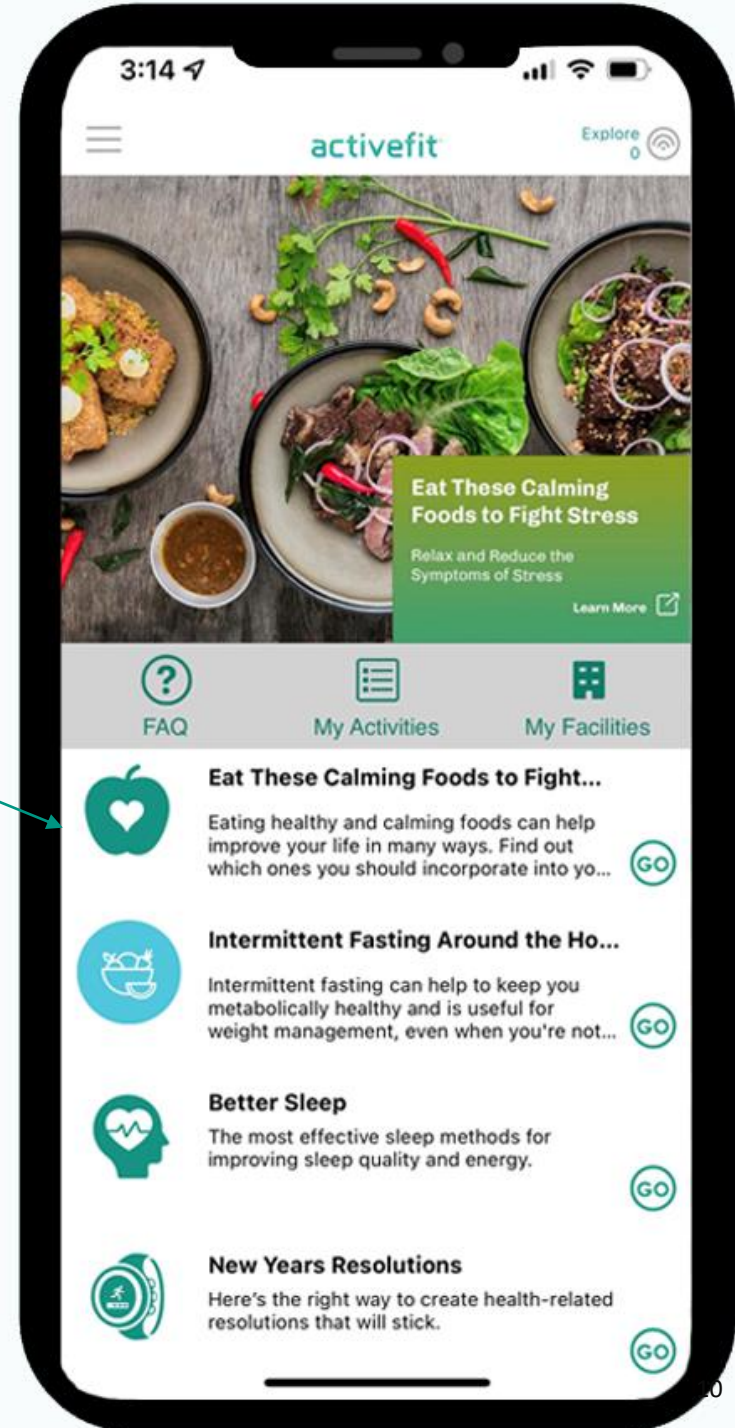 3:14
activefit
Explore
0
Eat These Calming
Foods to Fight Stress
Relax and Reduce the
Symptoms of Stress
Learn More
?
FAQ
My Activities
My Facilities
Eat These Calming Foods to Fight...
Eating healthy and calming foods can help
improve your life in many ways. Find out
which ones you should incorporate into yo...
GO
Intermittent Fasting Around the Ho...
Intermittent fasting can help to keep you
metabolically healthy and is useful for
weight management, even when you're not...
GO
Better Sleep
The most effective sleep methods for
improving sleep quality and energy.
GO
New Years Resolutions
Here's the right way to create health-related
resolutions that will stick.
GO